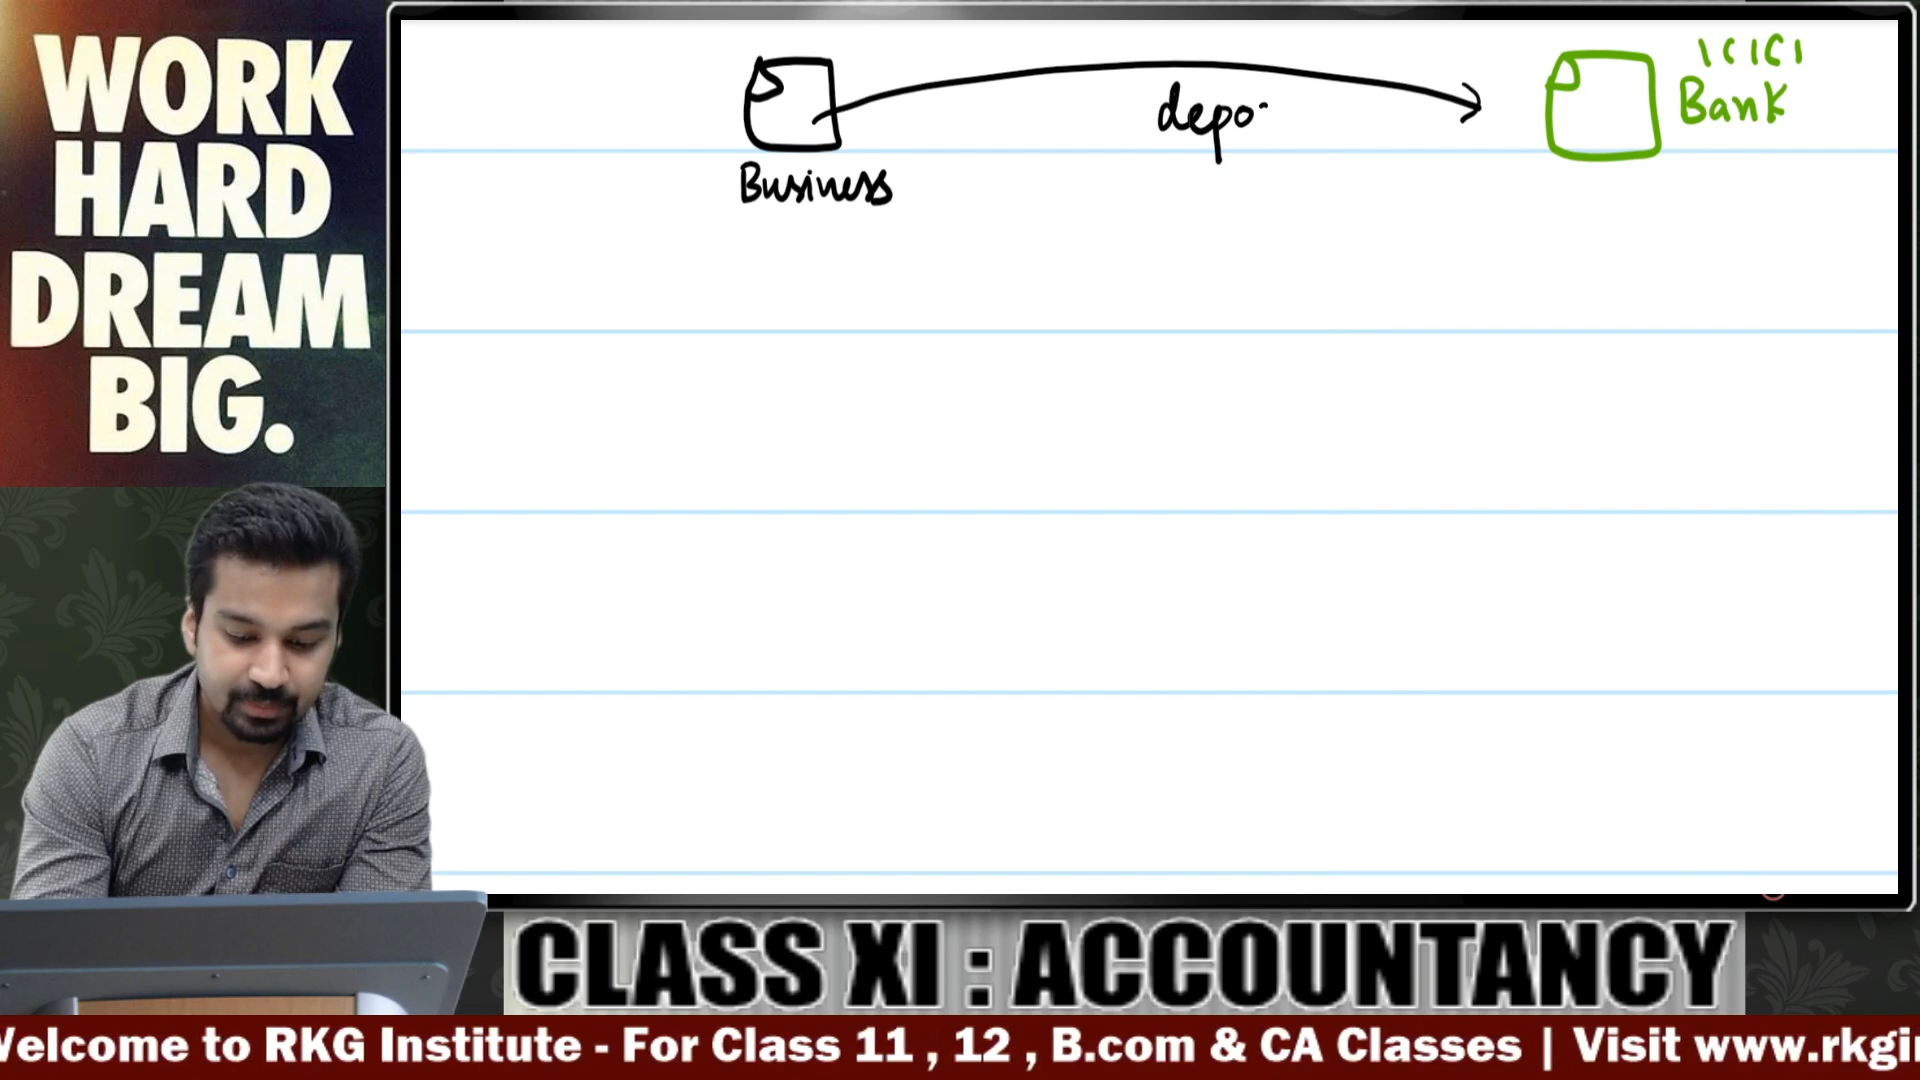 WORK
HARD
DREAM
BIG.
ICICI
Bank
depo
Business
CLASS XI : ACCOUNTANCY
Welcome to RKG Institute - For Class 11 , 12 , B.com & CA Classes | Visit www.rkgi